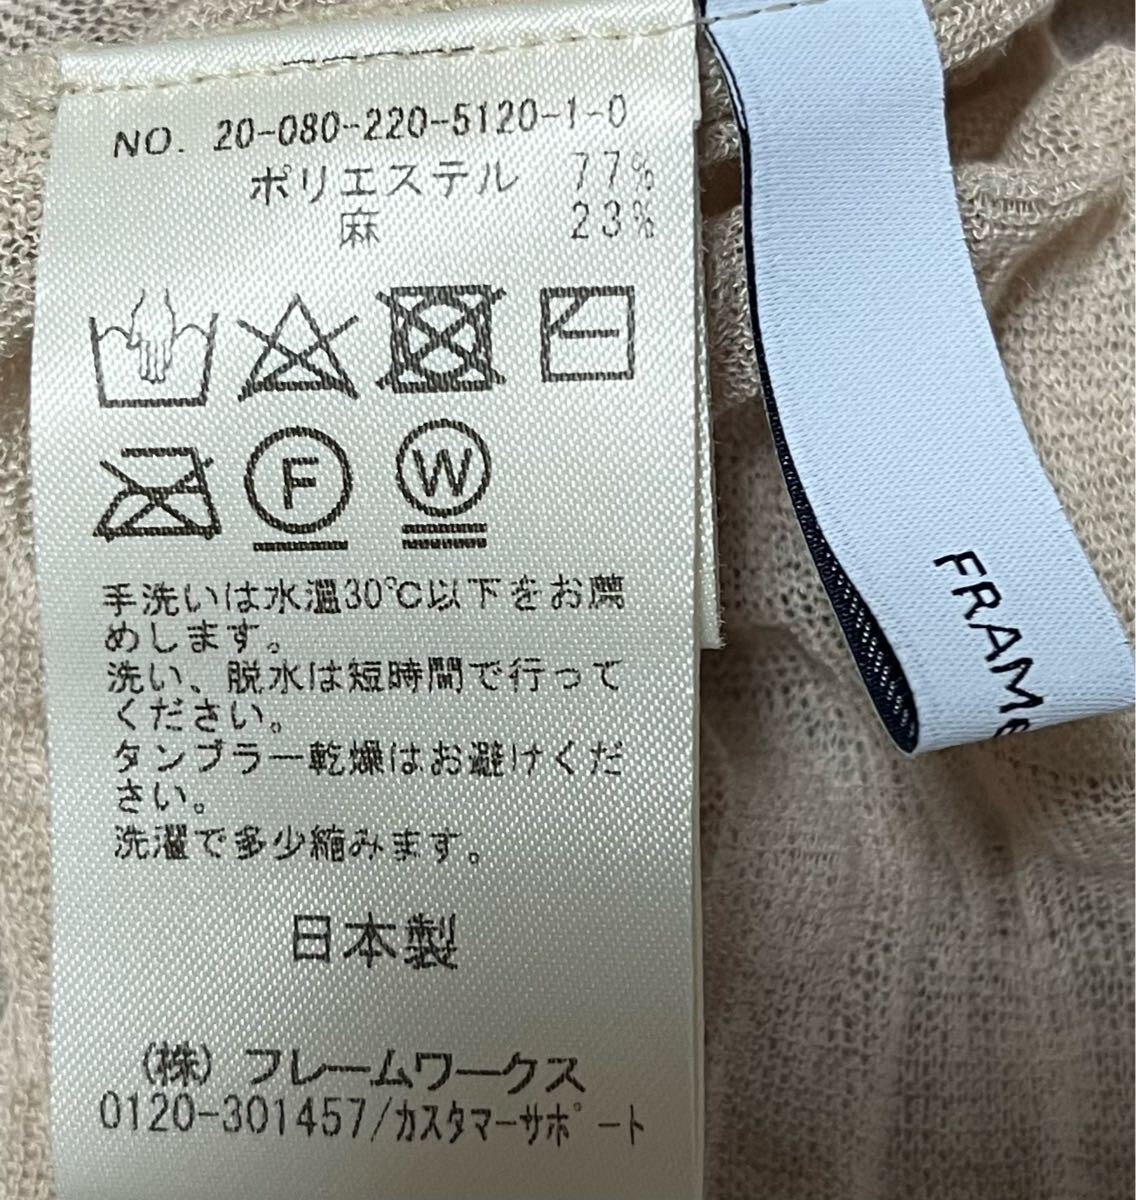 NO. 20-080-220-5120-1-0
ポリエステル 77%
麻 23%
F
W
手洗いは水温30℃以下をお薦
めします。
洗い、脱水は短時間で行って
ください。
タンブラー乾燥はお避けくだ
さい。
洗濯で多少縮みます。
日本製
(株) フレームワークス
0120-301457/カスタマーサポート
FRAMe